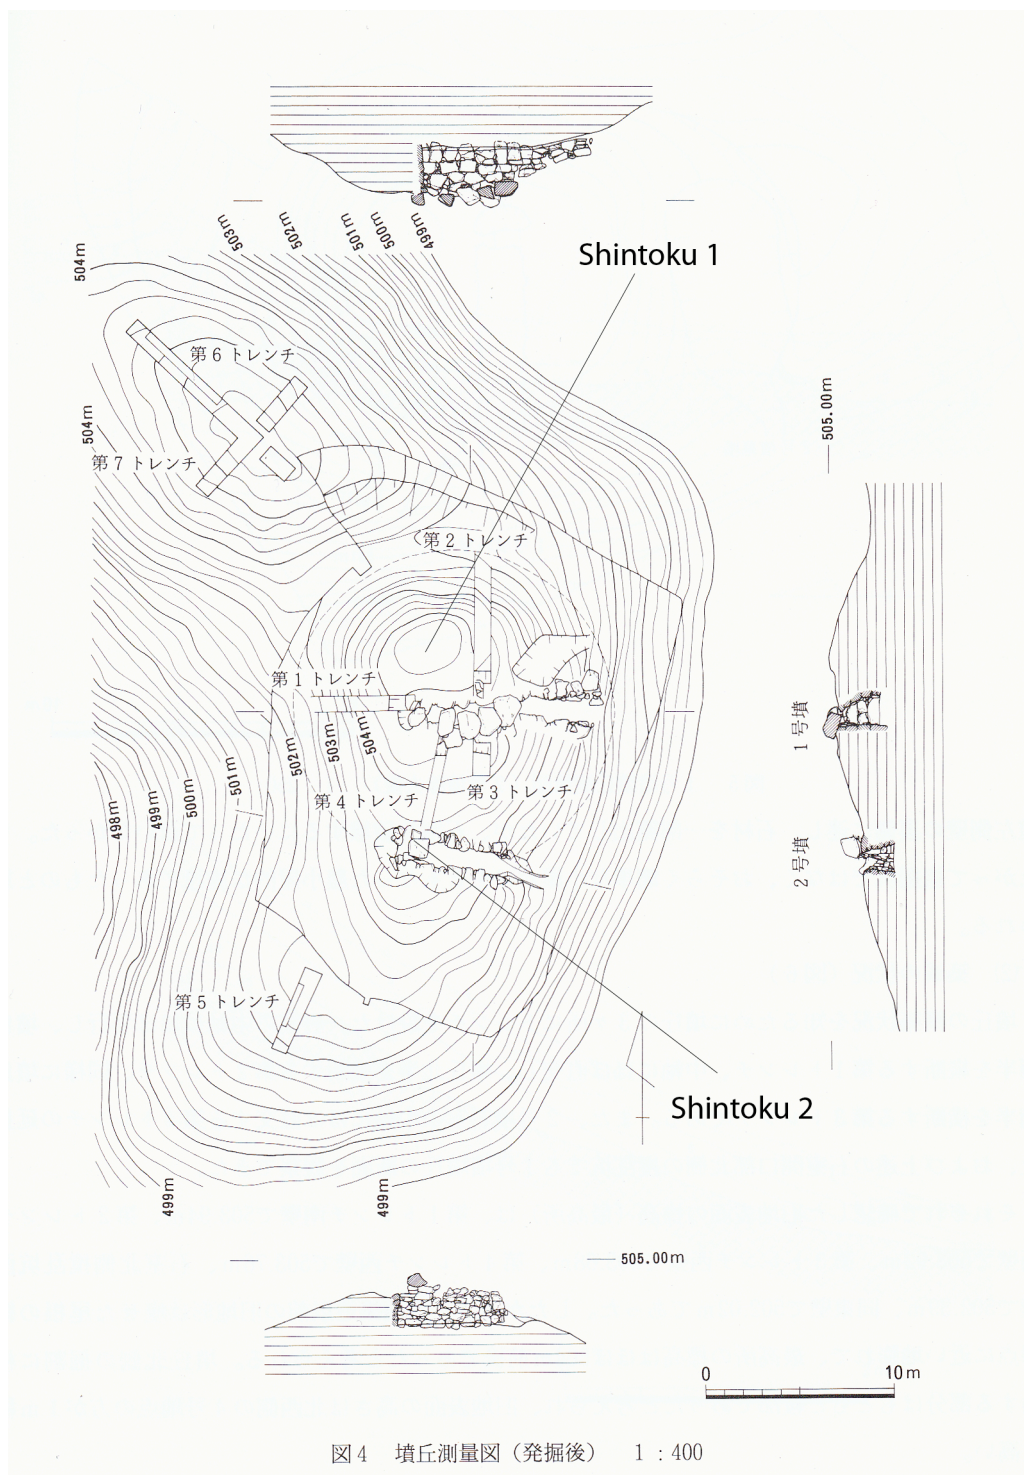 503m
502m
501m
500m
499m
Shintoku 1
504m
第6トレンチ
505.00m
504m
第7トレンチ
第2トレンチ
第1トレンチ
502m
503m
504m
1号墳
498m
499m
500m
501m
第4トレンチ
第3トレンチ
2号墳
第5トレンチ
Shintoku 2
499m
499m
505.00m
0
10m
図4 墳丘測量図（発掘後） 1：400